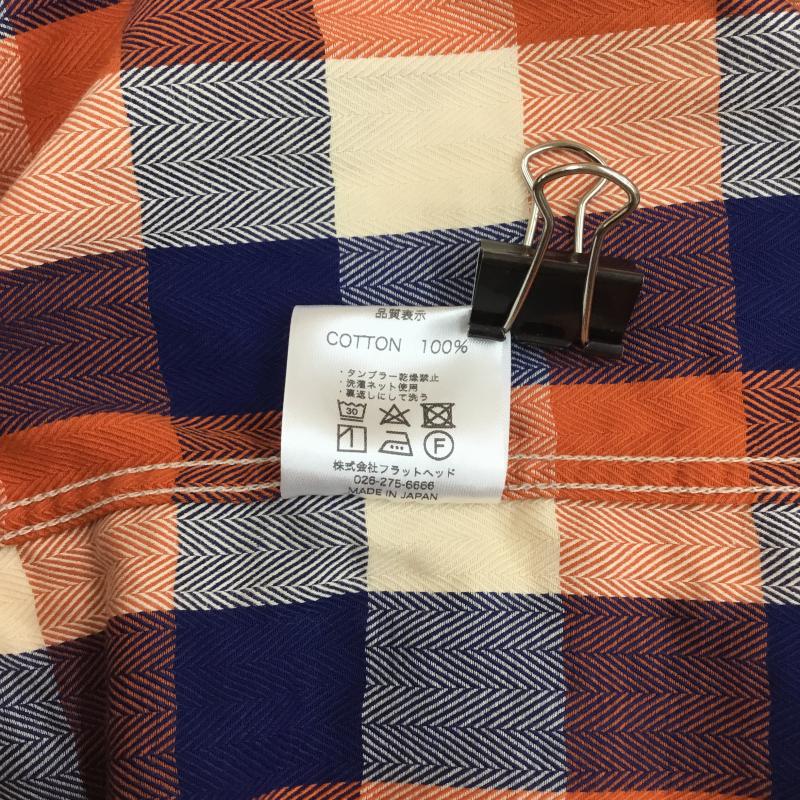 品質表示
COTTON 100%
・タンブラー乾燥禁止
・洗濯ネット使用
・裏返しにして洗う
30
F
株式会社フラットヘッド
026-275-6666
MADE IN JAPAN